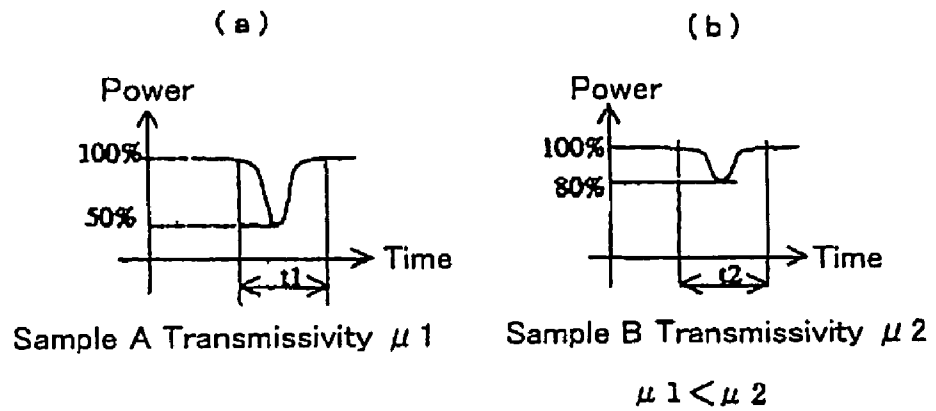 (a)
Power
100%
50%
Time
t1
Sample A Transmissivity μ1
(b)
Power
100%
80%
Time
t2
Sample B Transmissivity μ2
μ1<μ2